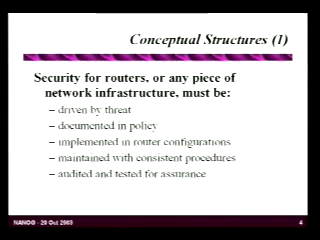 Conceptual Structures (1)
Security for routers, or any piece of
network infrastructure, must be:
– driven by threat
– documented in policy
– implemented in router configurations
– maintained with consistent procedures
– audited and tested for assurance
NANOG - 20 Oct 2003
4